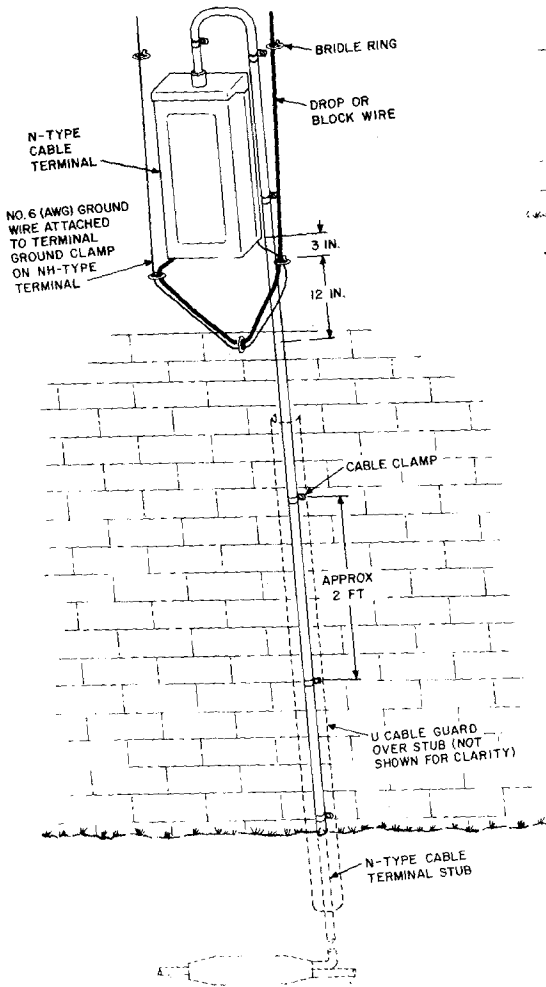 BRIDLE RING
DROP OR
BLOCK WIRE
N-TYPE
CABLE
TERMINAL
NO. 6 (AWG) GROUND
WIRE ATTACHED
TO TERMINAL
GROUND CLAMP
ON NH-TYPE
TERMINAL
3 IN.
12 IN.
CABLE CLAMP
APPROX
2 FT
U CABLE GUARD
OVER STUB (NOT
SHOWN FOR CLARITY)
N-TYPE CABLE
TERMINAL STUB